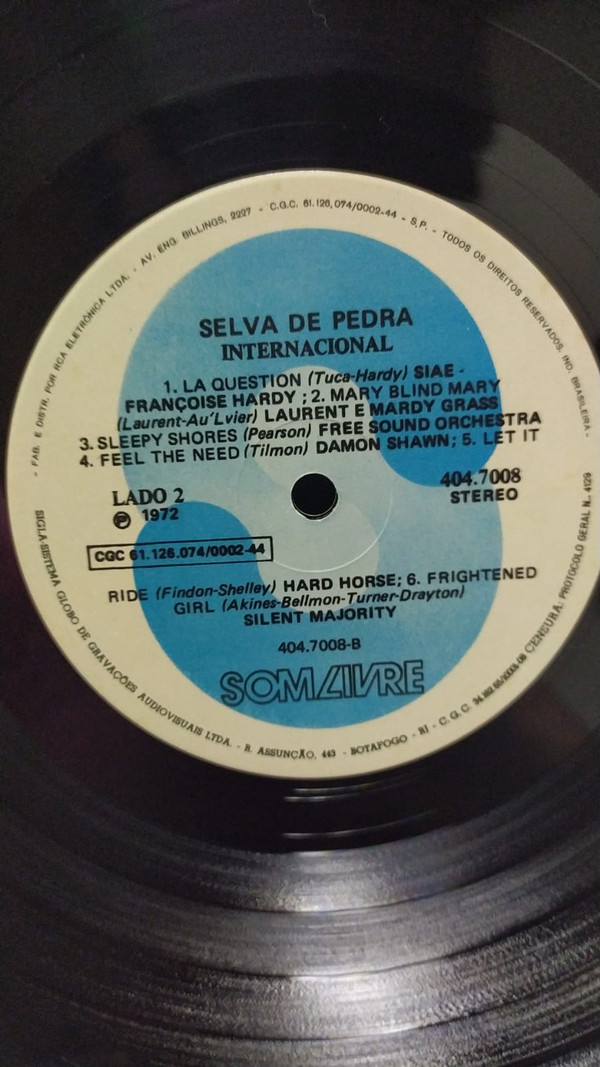 SELVA DE PEDRA
INTERNACIONAL
1. LA QUESTION (Tuca-Hardy) SIAE -
FRANÇOISE HARDY ; 2. MARY BLIND MARY
(Laurent-Au'Lvier) LAURENT E MARDY GRASS
3. SLEEPY SHORES (Pearson) FREE SOUND ORCHESTRA
4. FEEL THE NEED (Tilmon) DAMON SHAWN; 5. LET IT
LADO 2
℗ 1972
404.7008
STEREO
CGC 61.126.074/0002-44
RIDE (Findon-Shelley) HARD HORSE; 6. FRIGHTENED
GIRL (Akines-Bellmon-Turner-Drayton)
SILENT MAJORITY
404.7008-B
SOM LIVRE
- FAB. E DISTR. POR RCA ELETRÔNICA LTDA. - AV. ENG. BILLINGS, 2227 - C.G.C. 61.126,074/0002-44 - S.P. - TODOS OS DIREITOS RESERVADOS. IND. BRASILEIRA -
SIGLA-SISTEMA GLOBO DE GRAVAÇÕES AUDIOVISUAIS LTDA. - R. ASSUNÇÃO, 443 - BOTAFOGO - RJ - C.G.C. CENSURA: PROTOCOLO GERAL N.. 4129